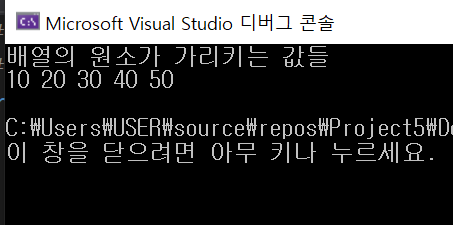 Microsoft Visual Studio 디버그 콘솔
배열의 원소가 가리키는 값들
10 20 30 40 50
C:₩Users₩USER₩source₩repos₩Project5₩De
이 창을 닫으려면 아무 키나 누르세요.